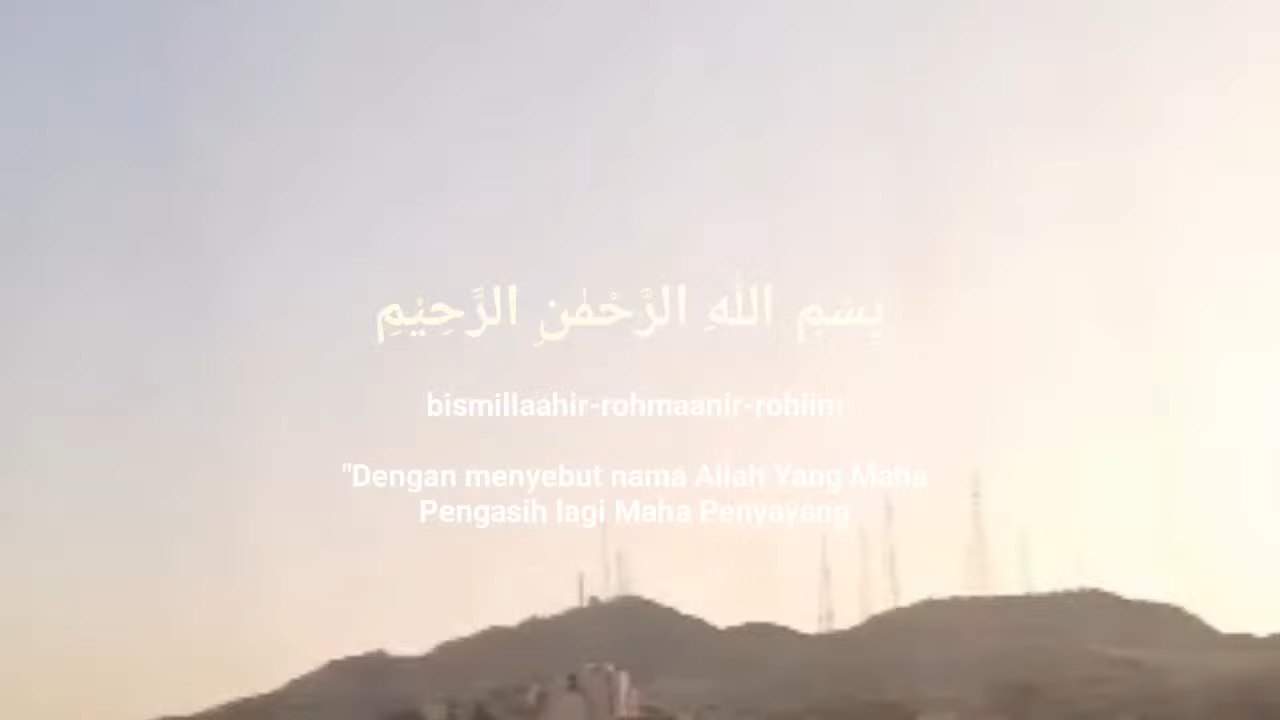 بِسْمِ اللّٰهِ الرَّحْمٰنِ الرَّحِيْمِ
bismillaahir-rohmaanir-rohiim
"Dengan menyebut nama Allah Yang Maha
Pengasih lagi Maha Penyayang